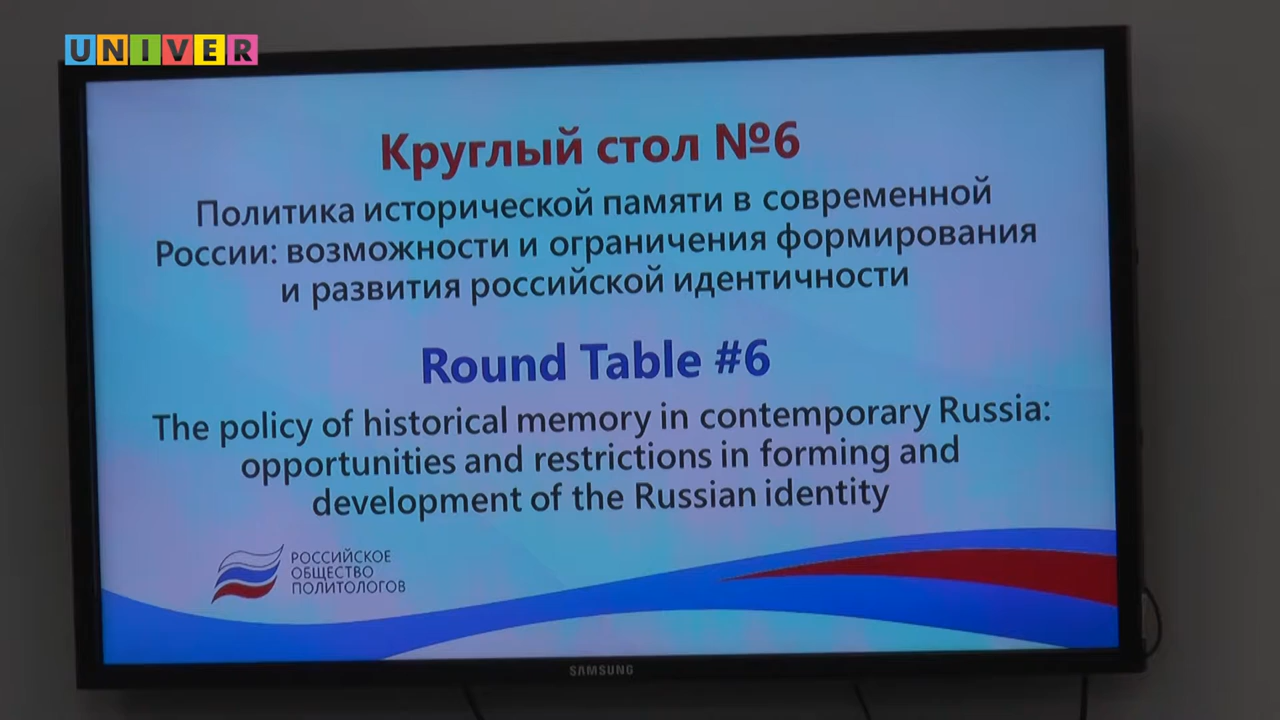 UNIVER
Круглый стол №6
Политика исторической памяти в современной
России: возможности и ограничения формирования
и развития российской идентичности
Round Table #6
The policy of historical memory in contemporary Russia:
opportunities and restrictions in forming and
development of the Russian identity
РОССИЙСКОЕ
ОБЩЕСТВО
ПОЛИТОЛОГОВ
SAMSUNG